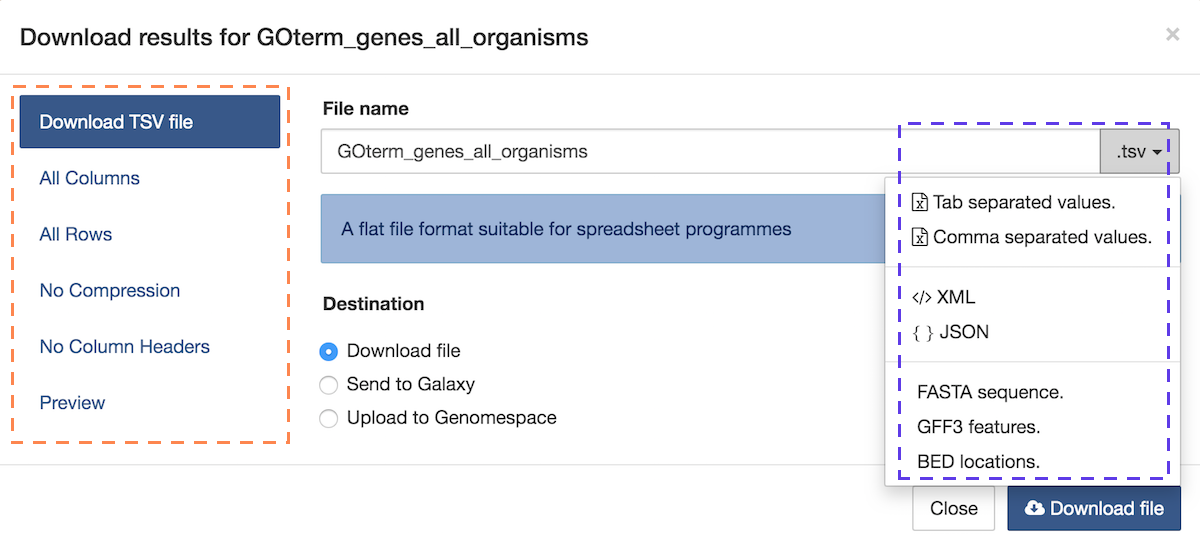 Download results for GOterm_genes_all_organisms
×
Download TSV file
All Columns
All Rows
No Compression
No Column Headers
Preview
File name
GOterm_genes_all_organisms
.tsv
A flat file format suitable for spreadsheet programmes
Destination
Download file
Send to Galaxy
Upload to Genomespace
Tab separated values.
Comma separated values.
</> XML
{ } JSON
FASTA sequence.
GFF3 features.
BED locations.
Close
Download file